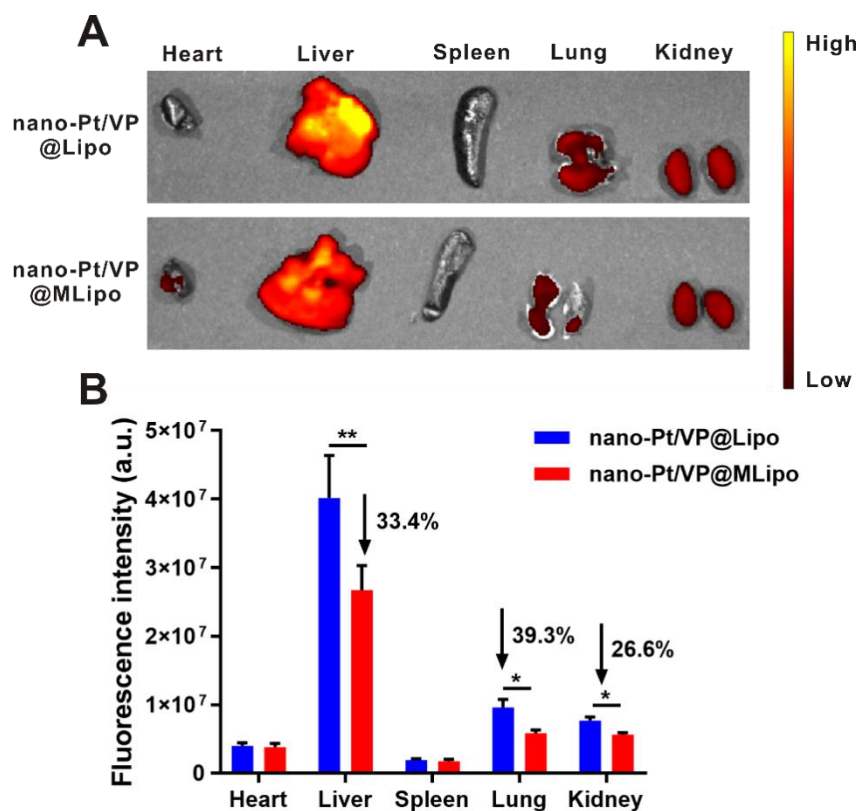 A
Heart Liver Spleen Lung Kidney
High
nano-Pt/VP
@Lipo
nano-Pt/VP
@MLipo
Low
B
Fluorescence intensity (a.u.)
5×10⁷
4×10⁷
3×10⁷
2×10⁷
1×10⁷
0
nano-Pt/VP@Lipo
nano-Pt/VP@MLipo
**
33.4%
39.3%
*
26.6%
*
Heart Liver Spleen Lung Kidney